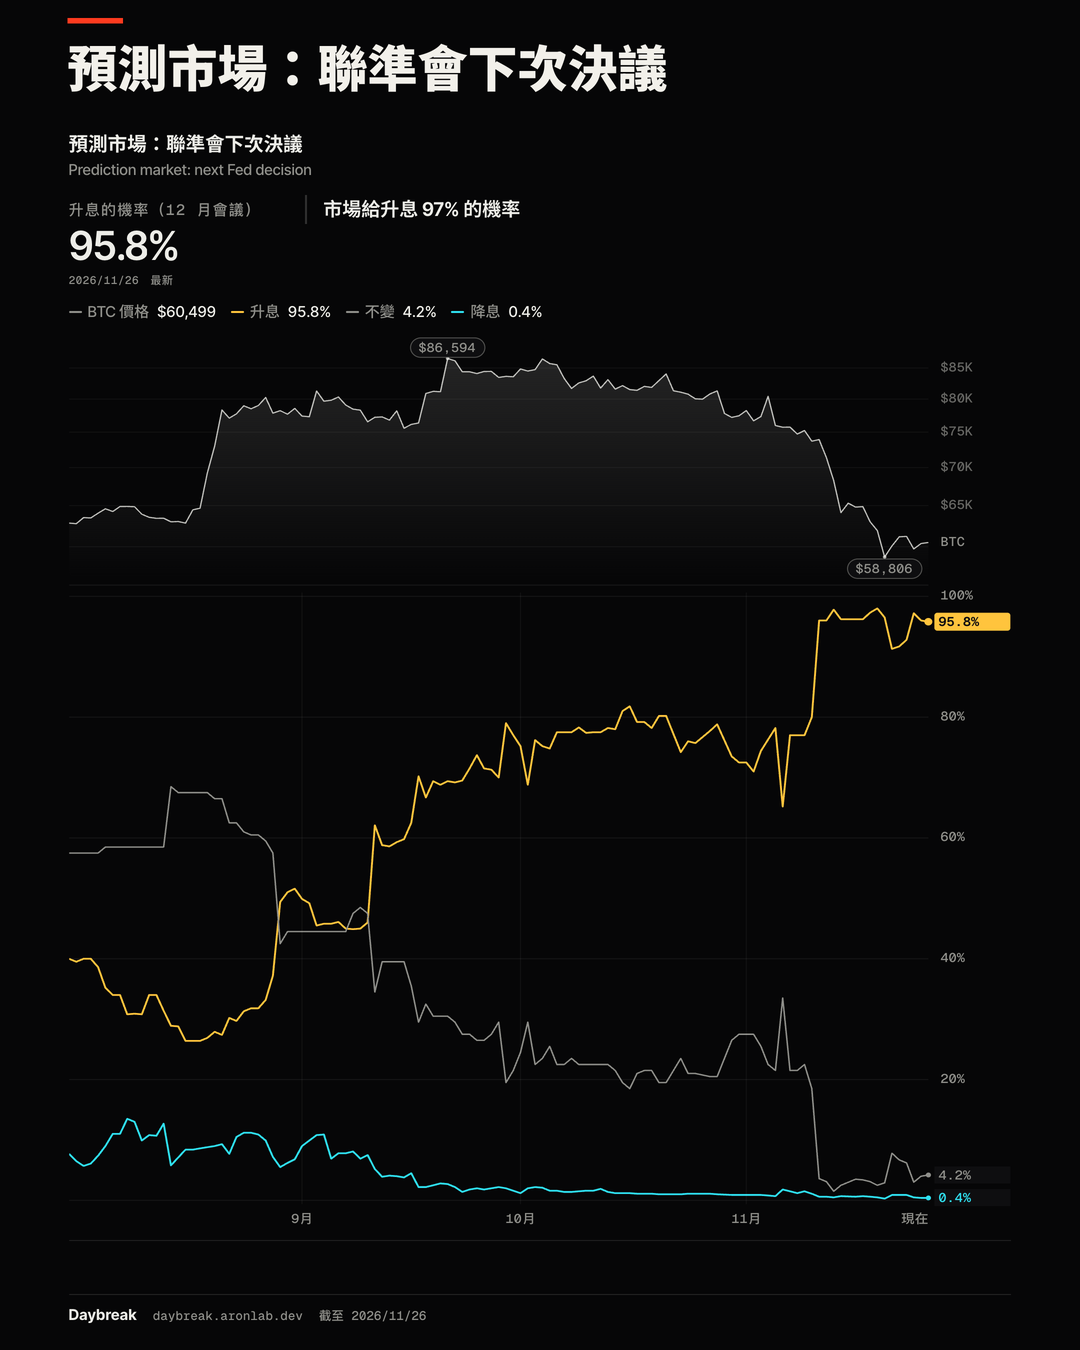 預測市場：聯準會下次決議
預測市場：聯準會下次決議
Prediction market: next Fed decision
升息的機率 (12 月會議)
市場給升息 97% 的機率
95.8%
2026/11/26 最新
BTC 價格 $60,499 升息 95.8% 不變 4.2% 降息 0.4%
$86,594
$85K
$80K
$75K
$70K
$65K
BTC
$58,806
100%
95.8%
80%
60%
40%
20%
4.2%
0.4%
9月 10月 11月 現在
Daybreak daybreak.aronlab.dev 截至 2026/11/26